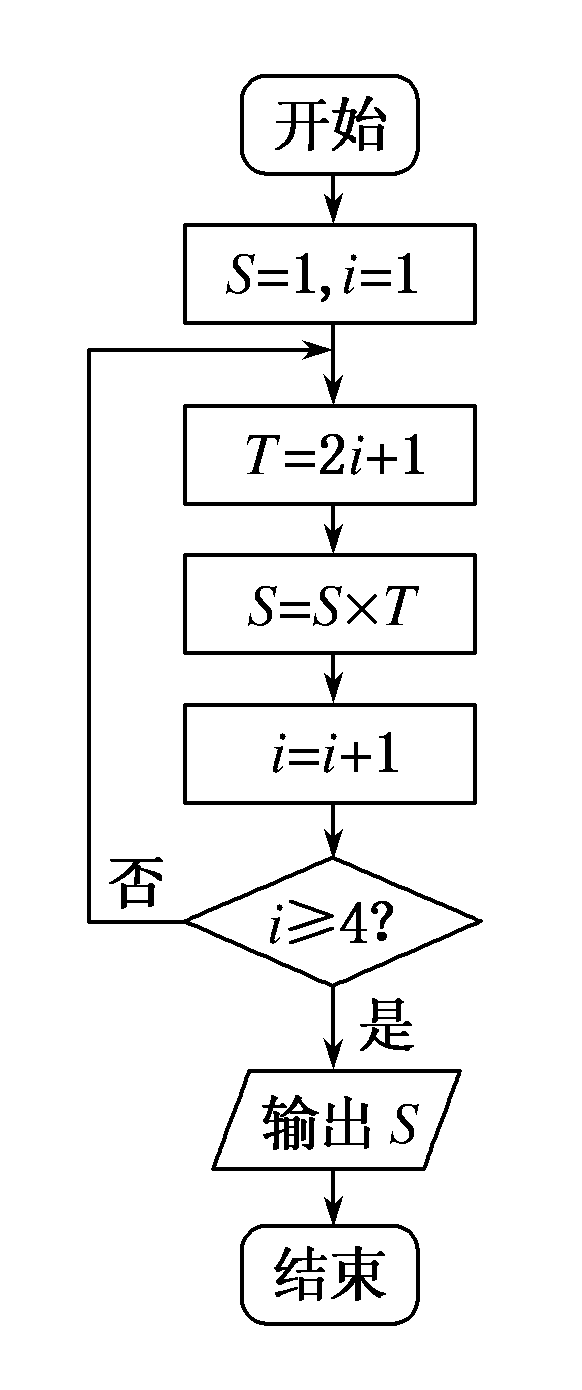 开始
S=1,i=1
T=2i+1
S=S×T
i=i+1
否
i≥4?
是
输出 S
结束